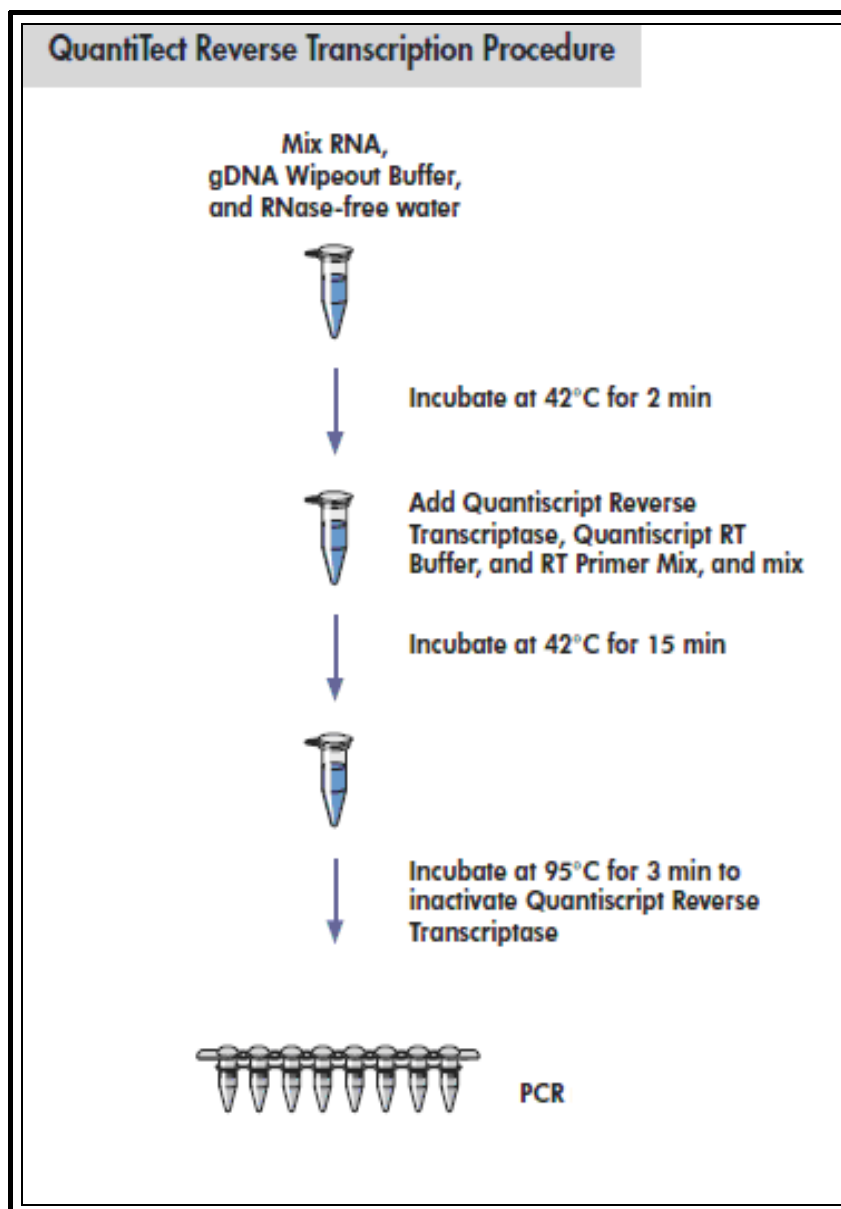 QuantiTect Reverse Transcription Procedure
Mix RNA,
gDNA Wipeout Buffer,
and RNase-free water
Incubate at 42°C for 2 min
Add Quantiscript Reverse
Transcriptase, Quantiscript RT
Buffer, and RT Primer Mix, and mix
Incubate at 42°C for 15 min
Incubate at 95°C for 3 min to
inactivate Quantiscript Reverse
Transcriptase
PCR